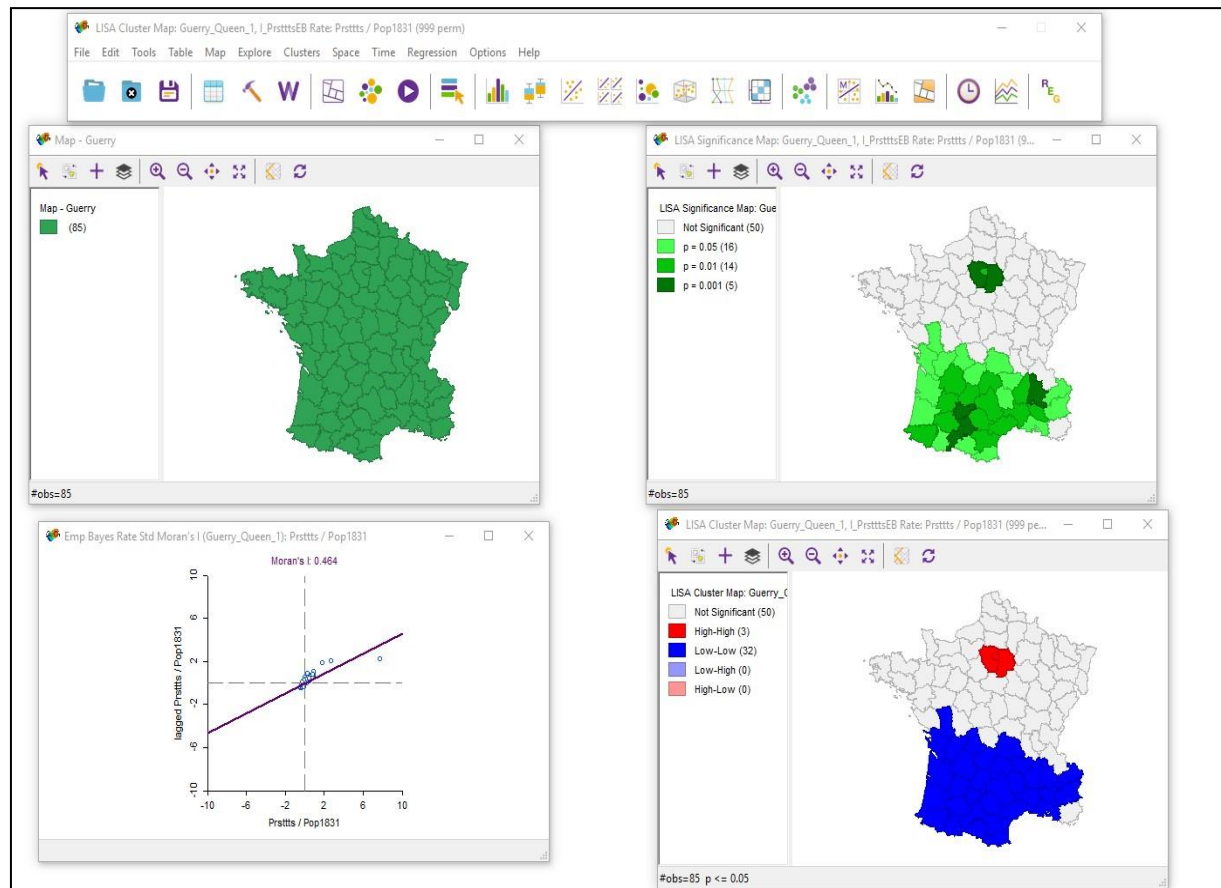 LISA Cluster Map: Guerry_Queen_1, I_PrstttsEB Rate: Prsttts / Pop1831 (999 perm)
File Edit Tools Table Map Explore Clusters Space Time Regression Options Help
W
M
REG
Map - Guerry
Map - Guerry
(85)
#obs=85
LISA Significance Map: Guerry_Queen_1, I_PrstttsEB Rate: Prsttts / Pop1831 (9...
LISA Significance Map: Gue
Not Significant (50)
p = 0.05 (16)
p = 0.01 (14)
p = 0.001 (5)
#obs=85
Emp Bayes Rate Std Moran's I (Guerry_Queen_1): Prsttts / Pop1831
Moran's I: 0.464
lagged Prsttts / Pop1831
10
6
2
-2
-6
-10
-10 -6 -2 2 6 10
Prsttts / Pop1831
LISA Cluster Map: Guerry_Queen_1, I_PrstttsEB Rate: Prsttts / Pop1831 (999 pe...
LISA Cluster Map: Guerry_Q
Not Significant (50)
High-High (3)
Low-Low (32)
Low-High (0)
High-Low (0)
#obs=85 p <= 0.05